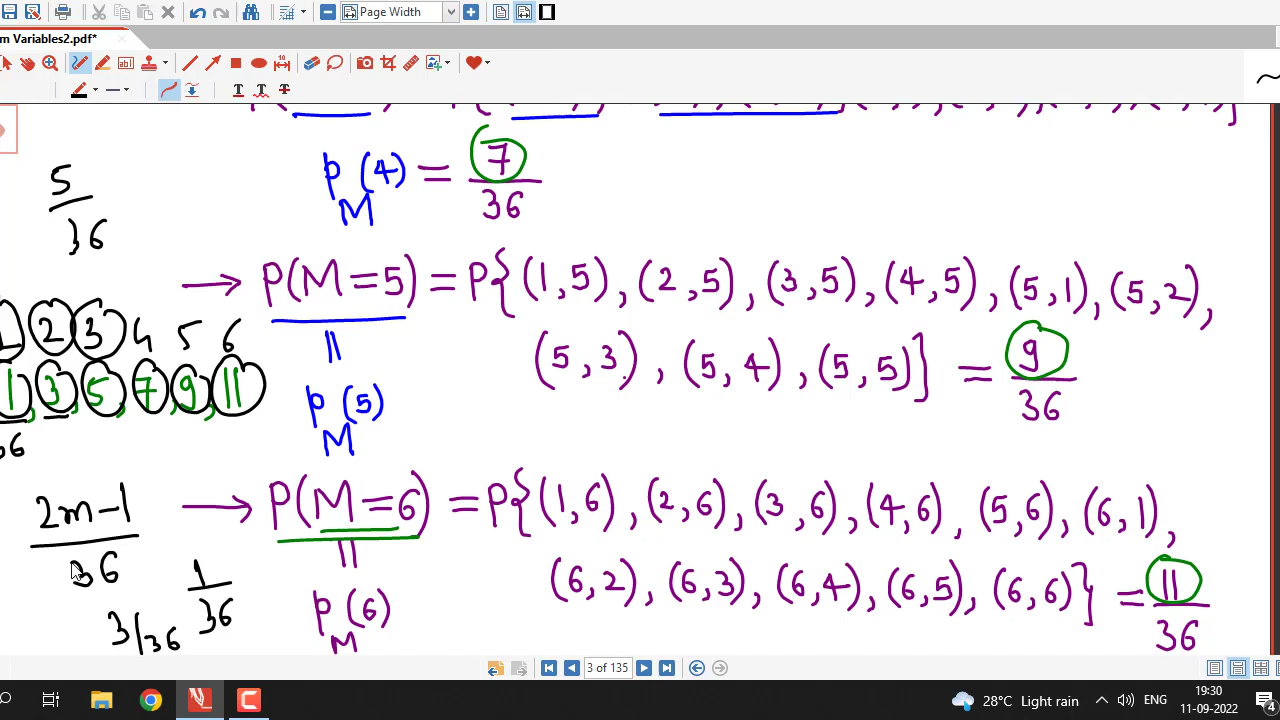 Page Width
m Variables2.pdf*
p_M(4) = 7/36
5/36
→ P(M=5) = P{(1,5), (2,5), (3,5), (4,5), (5,1), (5,2),
(5,3), (5,4), (5,5)} = 9/36
1 2 3 4 5 6
1, 3, 5, 7, 9, 11
36
||
p_M(5)
(2m-1)/36
→ P(M=6) = P{(1,6), (2,6), (3,6), (4,6), (5,6), (6,1),
(6,2), (6,3), (6,4), (6,5), (6,6)} = 11/36
||
p_M(6)
1/36
3/36
3 of 135
28°C Light rain ENG 19:30
11-09-2022 4